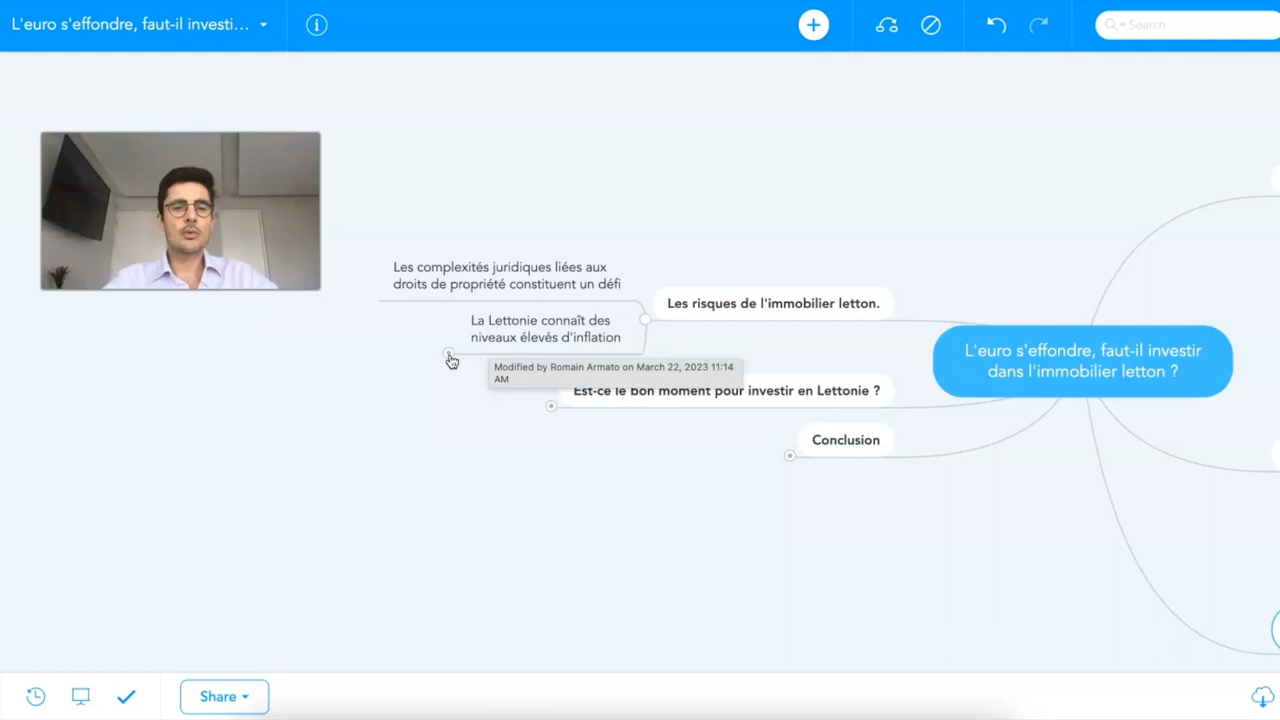 L'euro s'effondre, faut-il investi...
Search...
Les complexités juridiques liées aux
droits de propriété constituent un défi
Les risques de l'immobilier letton.
La Lettonie connaît des
niveaux élevés d'inflation
L'euro s'effondre, faut-il investir
dans l'immobilier letton ?
Modified by Romain Armato on March 22, 2023 11:14
AM
Est-ce le bon moment pour investir en Lettonie ?
Conclusion
Share